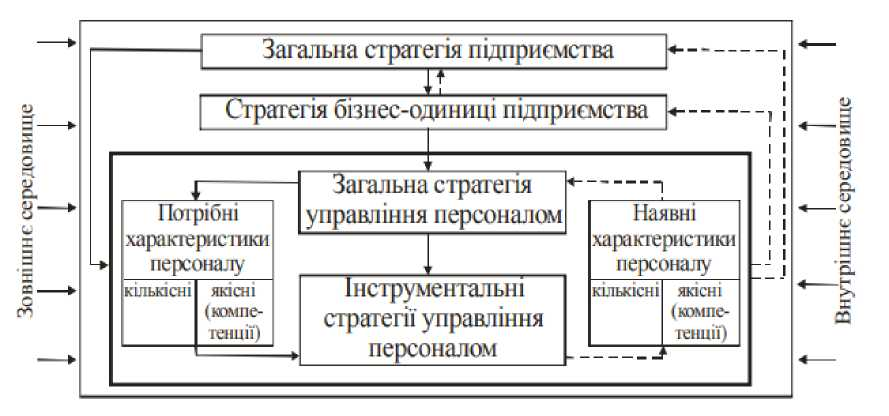 Загальна стратегія підприємства
Стратегія бізнес-одиниці підприємства
Зовнішнє середовище
Внутрішнє середовище
Загальна стратегія
управління персоналом
Потрібні
характеристики
персоналу
кількісні
якісні
(компе-
тенції)
Наявні
характеристики
персоналу
кількісні
якісні
(компе-
тенції)
Інструментальні
стратегії управління
персоналом